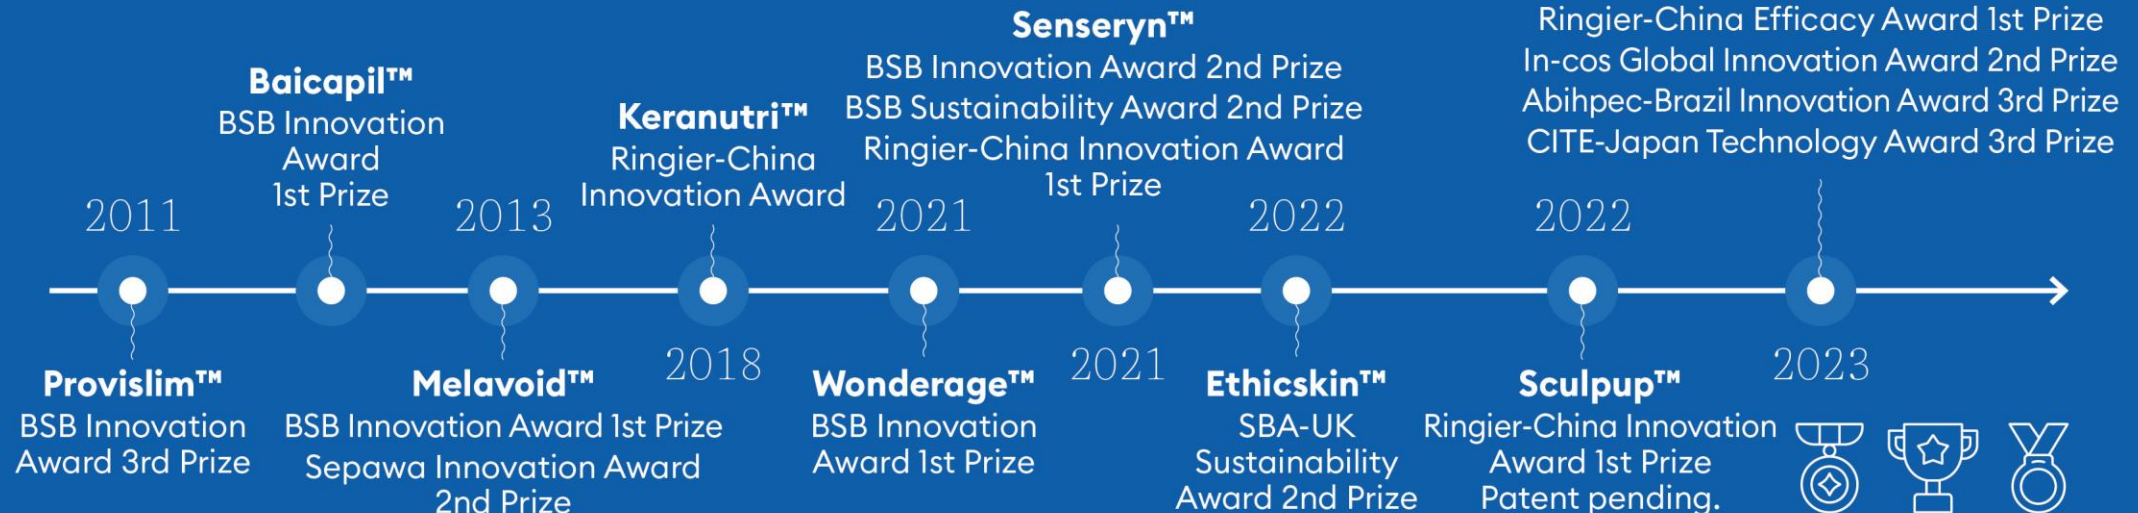 2011
Provislim™
BSB Innovation
Award 3rd Prize
Baicapil™
BSB Innovation
Award
1st Prize
2013
Melavoid™
BSB Innovation Award 1st Prize
Sepawa Innovation Award
2nd Prize
Keranutri™
Ringier-China
Innovation Award
2018
2021
Wonderage™
BSB Innovation
Award 1st Prize
Senseryn™
BSB Innovation Award 2nd Prize
BSB Sustainability Award 2nd Prize
Ringier-China Innovation Award
1st Prize
2021
2022
Ethicskin™
SBA-UK
Sustainability
Award 2nd Prize
2022
Sculpup™
Ringier-China Innovation
Award 1st Prize
Patent pending.
Ringier-China Efficacy Award 1st Prize
In-cos Global Innovation Award 2nd Prize
Abihpec-Brazil Innovation Award 3rd Prize
CITE-Japan Technology Award 3rd Prize
2023